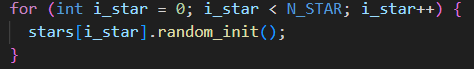 for (int i_star = 0; i_star < N_STAR; i_star++) {
  stars[i_star].random_init();
}